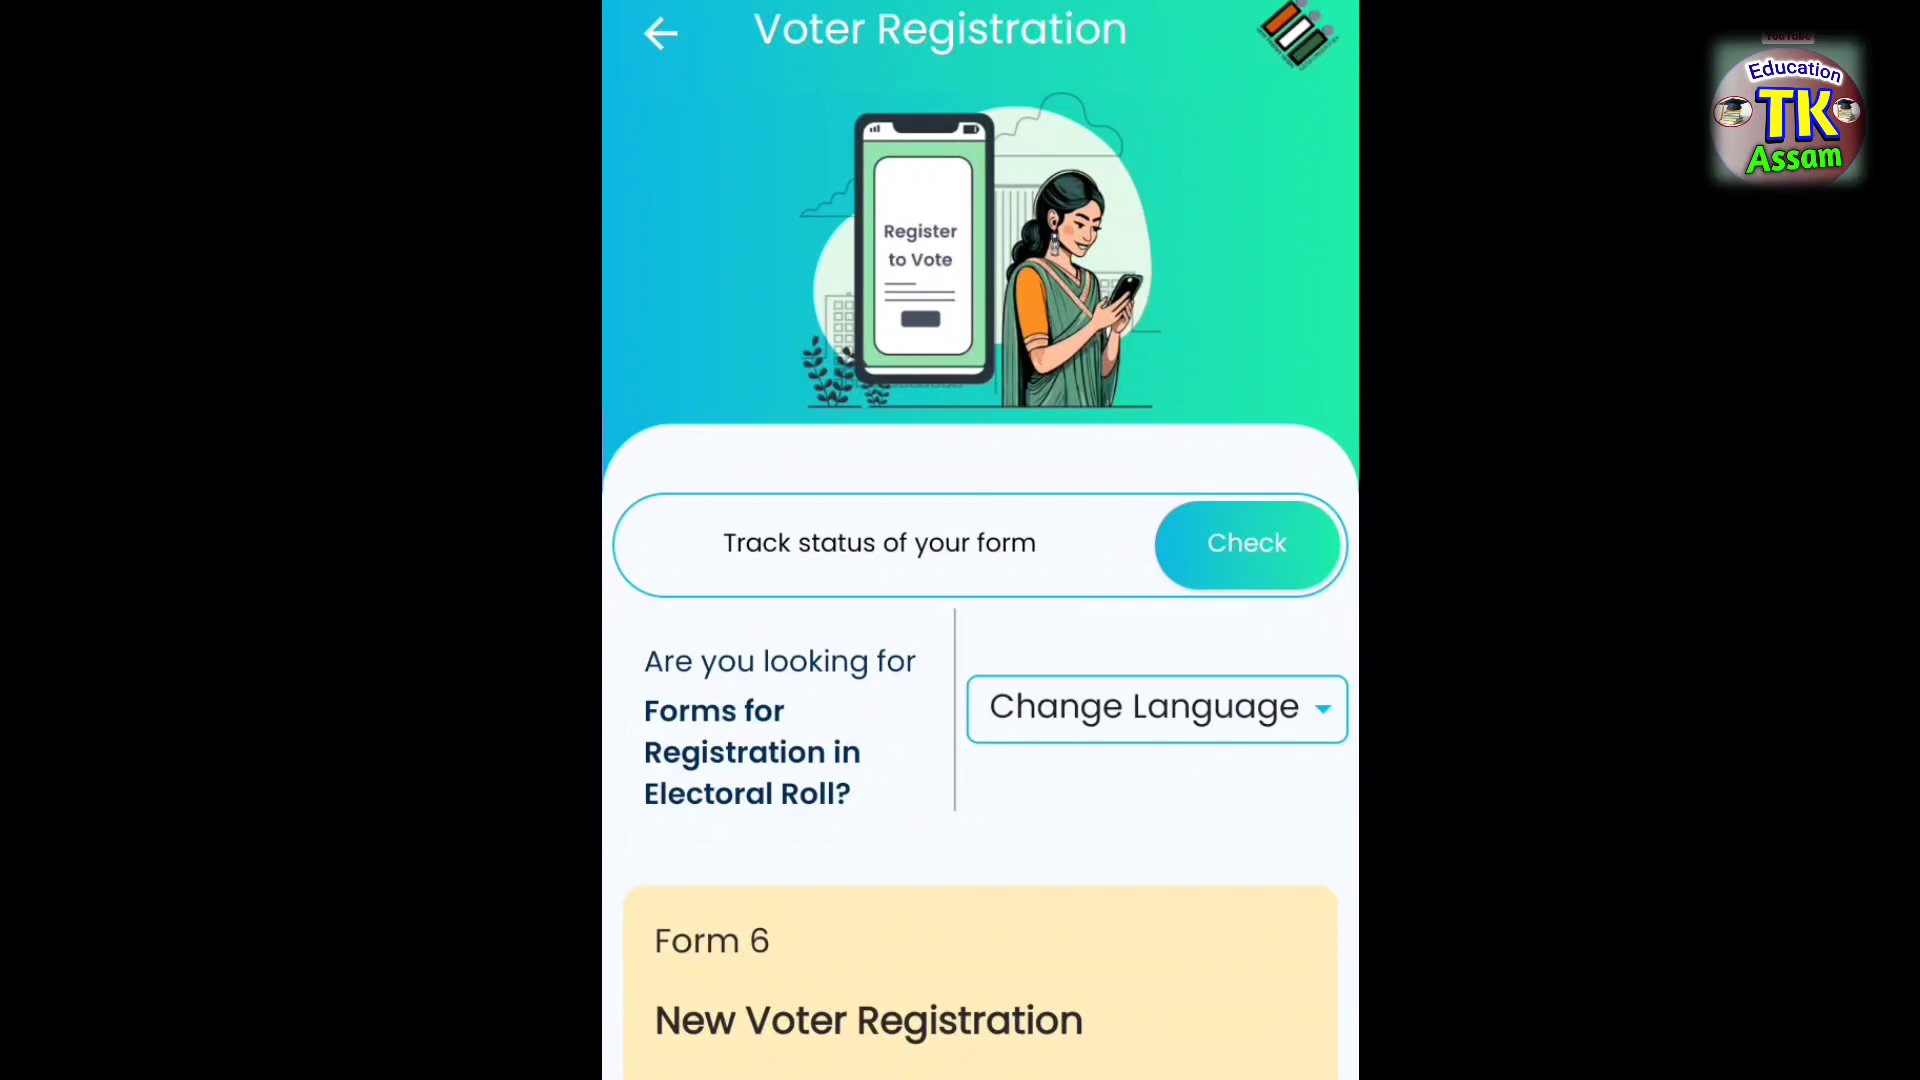 Voter Registration
YouTube
Education
TK
Assam
Register
to Vote
Track status of your form
Check
Are you looking for
Forms for
Registration in
Electoral Roll?
Change Language
Form 6
New Voter Registration